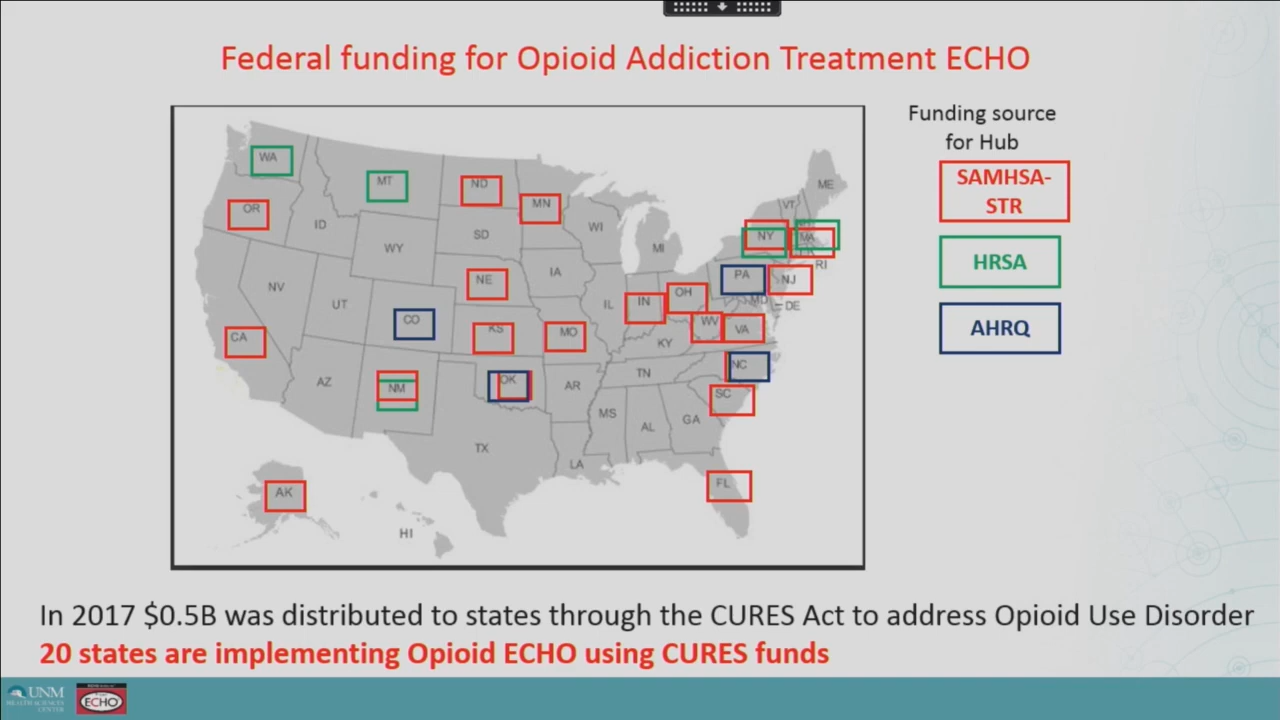 Federal funding for Opioid Addiction Treatment ECHO
Funding source
for Hub
SAMHSA-
STR
HRSA
AHRQ
WA
MT
ND
MN
OR
ID
WY
SD
WI
MI
NY
VT
ME
MA
RI
NV
UT
CO
NE
IA
IL
IN
OH
PA
NJ
MD
DE
CA
KS
MO
KY
WV
VA
AZ
NM
OK
AR
TN
NC
SC
TX
LA
MS
AL
GA
FL
AK
HI
In 2017 $0.5B was distributed to states through the CURES Act to address Opioid Use Disorder
20 states are implementing Opioid ECHO using CURES funds
UNM
HEALTH SCIENCES
CENTER
ECHO